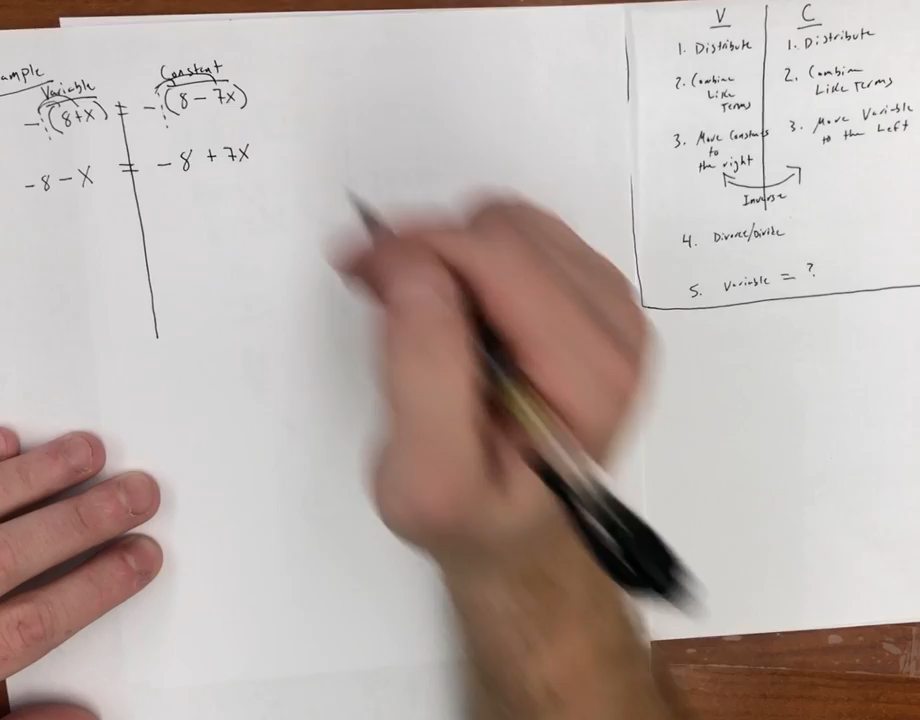 ample
Variable Constant
-(8+x) = -(8-7x)
-8-x = -8+7x
V C
1. Distribute 1. Distribute
2. Combine 2. Combine
Like Like Terms
Terms
3. Move Constants 3. Move Variable
to to the Left
the right
Inverse
4. Divorce/Divide
5. Variable = ?